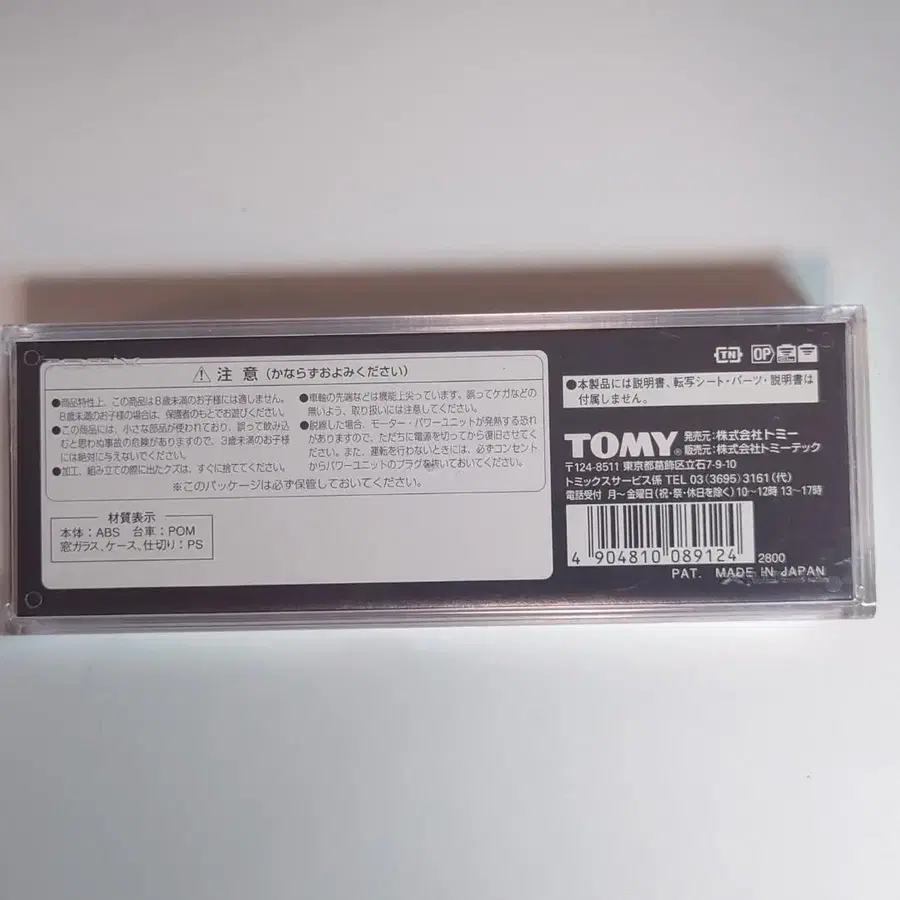 ⚠ 注意 (かならずおよみください)
●商品特性上、この商品は8歳未満のお子様には適しません。
8歳未満のお子様の場合は、保護者のもとでお遊びください。
●この商品には、小さな部品が使われており、誤って飲み込
むと思わぬ事故の危険がありますので、3歳未満のお子様
には絶対に与えないでください。
●加工、組み立ての際に出たクズは、すぐに捨ててください。
●車輪の先端などは機能上尖っています。誤ってケガなどの
無いよう、取り扱いには注意してください。
●脱線した場合、モーター・パワーユニットが発熱する恐れ
がありますので、ただちに電源を切ってから復旧させてく
ださい。また、運転を行わないときには、必ずコンセント
からパワーユニットのプラグを抜いておいてください。
※このパッケージは必ず保管しておいてください。
材質表示
本体:ABS 台車:POM
窓ガラス、ケース、仕切り:PS
TN OP
●本製品には説明書、転写シート・パーツ・説明書は
付属しません。
TOMY® 発売元:株式会社トミー
販売元:株式会社トミーテック
〒124-8511 東京都葛飾区立石7-9-10
トミックスサービス係 TEL 03(3695)3161(代)
電話受付 月~金曜日(祝・祭・休日を除く)10~12時 13~17時
4 904810 089124
2800
PAT. MADE IN JAPAN